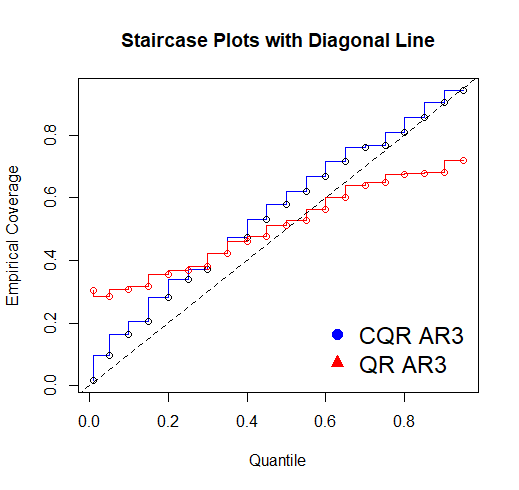 Staircase Plots with Diagonal Line
Empirical Coverage
0.8
0.6
0.4
0.2
0.0
CQR AR3
QR AR3
0.0 0.2 0.4 0.6 0.8
Quantile